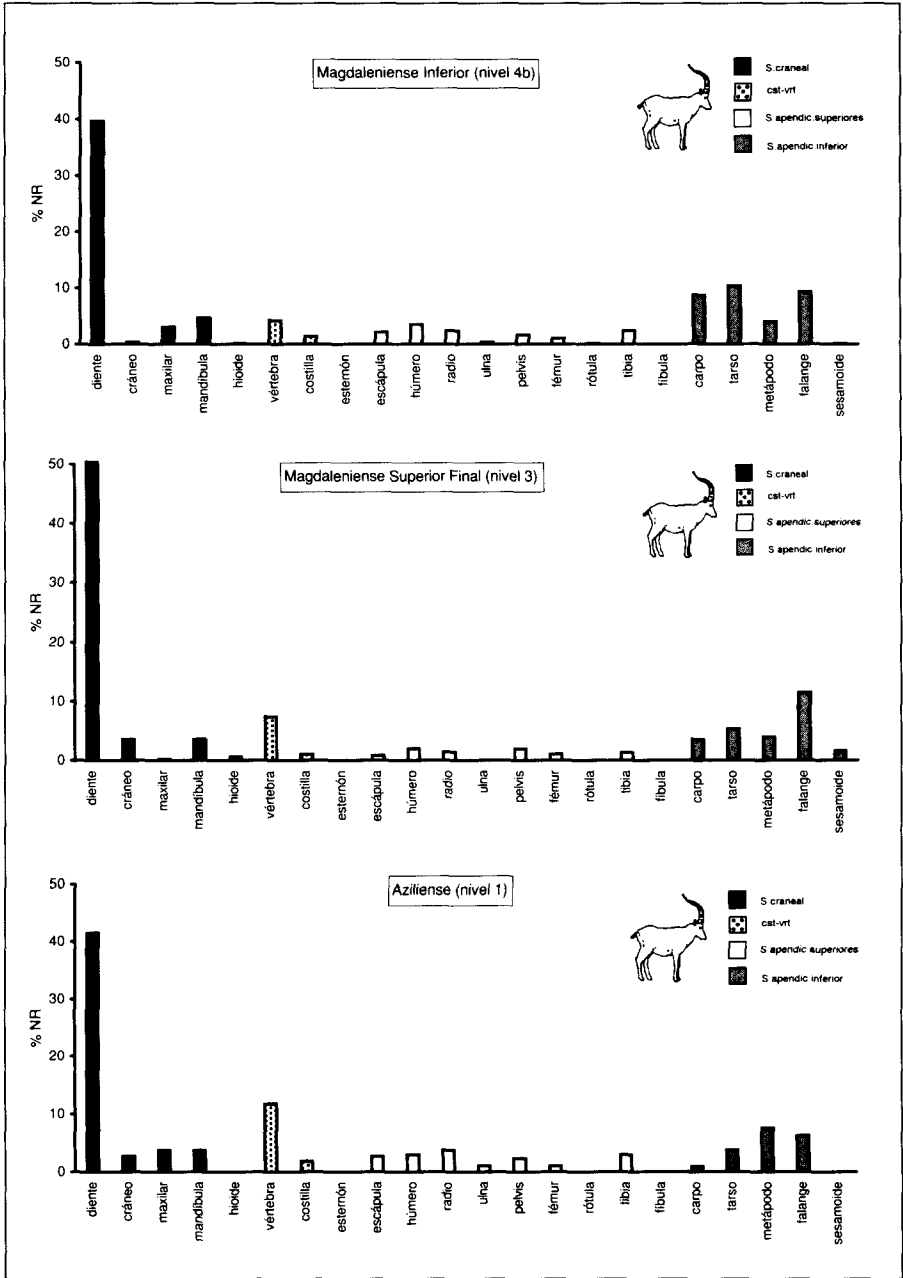 Magdaleniense Inferior (nivel 4b)
S.craneal
cst-vrt
S apendic.superiores
S.apendic.inferior
% NR
50
40
30
20
10
0
diente
cráneo
maxilar
mandíbula
hioide
vértebra
costilla
esternón
escápula
húmero
radio
ulna
pelvis
fémur
rótula
tibia
fíbula
carpo
tarso
metápodo
falange
sesamoide
Magdaleniense Superior Final (nivel 3)
S craneal
cst-vrt
S apendic.superiores
S apendic inferior
% NR
50
40
30
20
10
0
diente
cráneo
maxilar
mandíbula
hioide
vértebra
costilla
esternón
escápula
húmero
radio
ulna
pelvis
fémur
rótula
tibia
fíbula
carpo
tarso
metápodo
falange
sesamoide
Aziliense (nivel 1)
S craneal
cst-vrt
S apendic superiores
S apendic inferior
% NR
50
40
30
20
10
0
diente
cráneo
maxilar
mandíbula
hioide
vértebra
costilla
esternón
escápula
húmero
radio
ulna
pelvis
fémur
rótula
tibia
fíbula
carpo
tarso
metápodo
falange
sesamoide